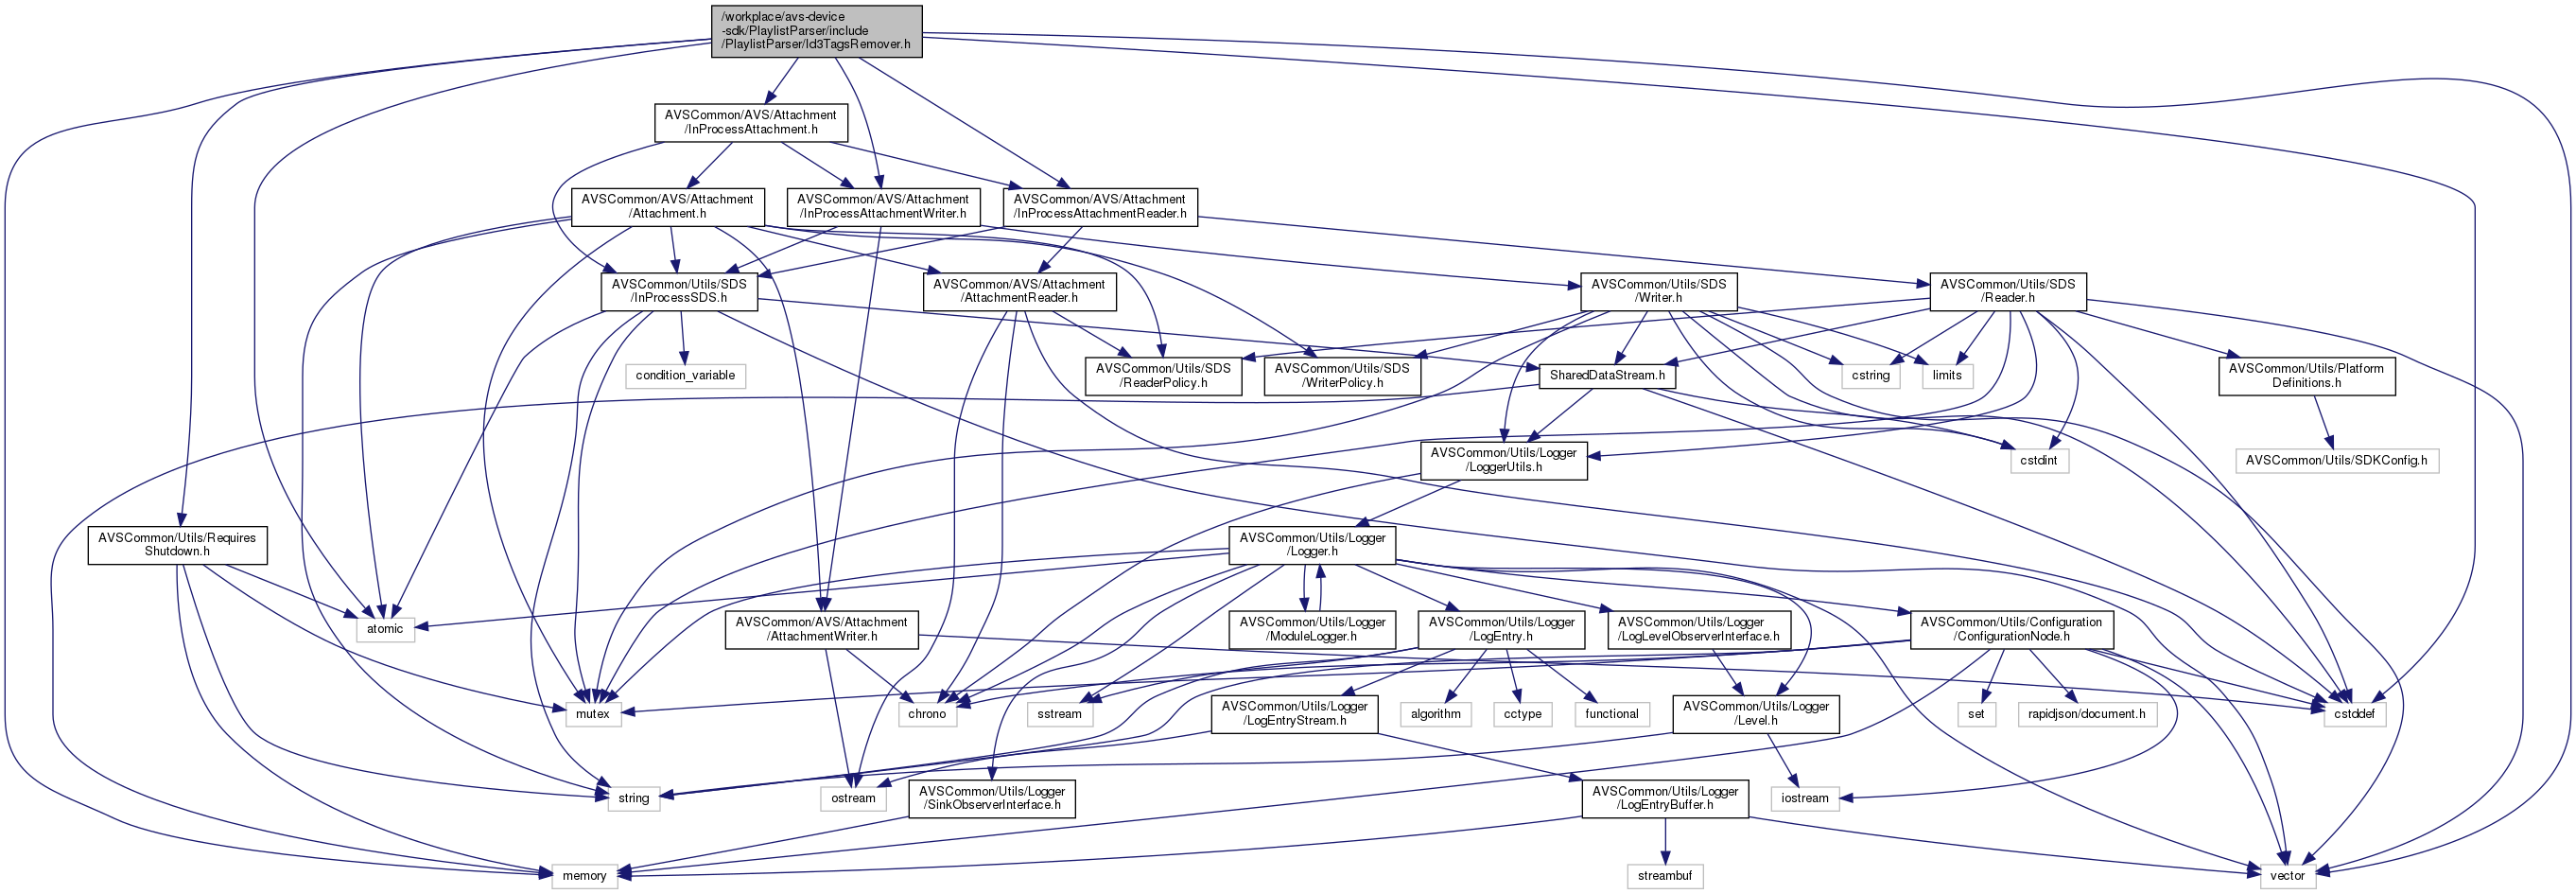 /workplace/avs-device
-sdk/PlaylistParser/include
/PlaylistParser/Id3TagsRemover.h
AVSCommon/AVS/Attachment
/InProcessAttachment.h
AVSCommon/AVS/Attachment
/Attachment.h
AVSCommon/AVS/Attachment
/InProcessAttachmentWriter.h
AVSCommon/AVS/Attachment
/InProcessAttachmentReader.h
AVSCommon/Utils/SDS
/InProcessSDS.h
AVSCommon/AVS/Attachment
/AttachmentReader.h
AVSCommon/Utils/SDS
/Writer.h
AVSCommon/Utils/SDS
/Reader.h
condition_variable
AVSCommon/Utils/SDS
/ReaderPolicy.h
AVSCommon/Utils/SDS
/WriterPolicy.h
SharedDataStream.h
cstring
limits
AVSCommon/Utils/Platform
Definitions.h
AVSCommon/Utils/Logger
/LoggerUtils.h
cstdint
AVSCommon/Utils/SDKConfig.h
AVSCommon/Utils/Requires
Shutdown.h
AVSCommon/Utils/Logger
/Logger.h
atomic
AVSCommon/AVS/Attachment
/AttachmentWriter.h
AVSCommon/Utils/Logger
/ModuleLogger.h
AVSCommon/Utils/Logger
/LogEntry.h
AVSCommon/Utils/Logger
/LogLevelObserverInterface.h
AVSCommon/Utils/Configuration
/ConfigurationNode.h
mutex
chrono
sstream
AVSCommon/Utils/Logger
/LogEntryStream.h
algorithm
cctype
functional
AVSCommon/Utils/Logger
/Level.h
set
rapidjson/document.h
cstddef
string
ostream
AVSCommon/Utils/Logger
/SinkObserverInterface.h
AVSCommon/Utils/Logger
/LogEntryBuffer.h
iostream
memory
streambuf
vector